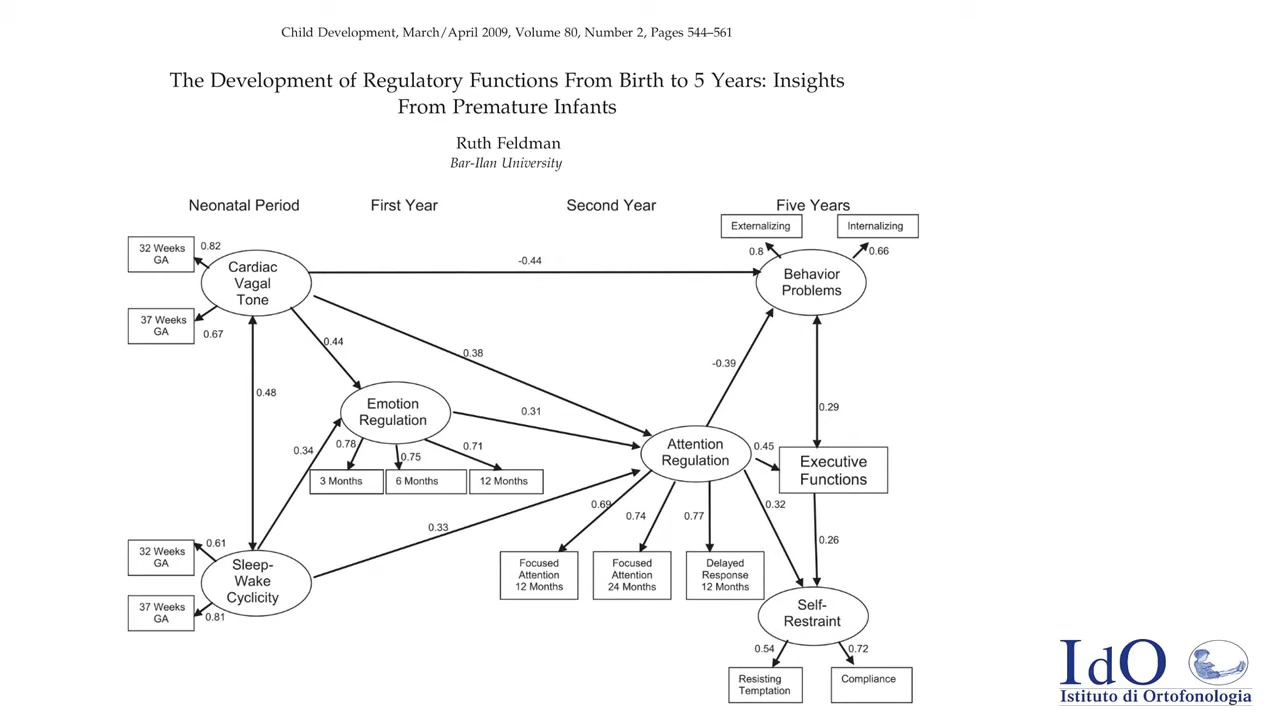 Child Development, March/April 2009, Volume 80, Number 2, Pages 544–561
The Development of Regulatory Functions From Birth to 5 Years: Insights
From Premature Infants
Ruth Feldman
Bar-Ilan University
Neonatal Period
First Year
Second Year
Five Years
Externalizing
Internalizing
32 Weeks
GA
0.82
Cardiac
Vagal
Tone
-0.44
0.8
0.66
Behavior
Problems
37 Weeks
GA
0.67
0.44
0.38
-0.39
0.48
Emotion
Regulation
0.31
0.29
0.34
0.78
0.75
0.71
3 Months
6 Months
12 Months
Attention
Regulation
0.45
Executive
Functions
0.33
0.69
0.74
0.77
0.32
0.26
32 Weeks
GA
0.61
Sleep-
Wake
Cyclicity
37 Weeks
GA
0.81
Focused
Attention
12 Months
Focused
Attention
24 Months
Delayed
Response
12 Months
Self-
Restraint
0.54
0.72
Resisting
Temptation
Compliance
IdO
Istituto di Ortofonologia